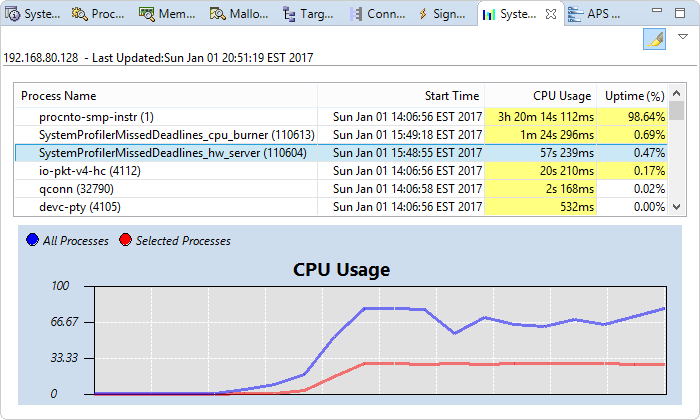 Syste... Proc... Mem... Mallo... Targ... Conn... Sign... Syste... APS ...
192.168.80.128 - Last Updated:Sun Jan 01 20:51:19 EST 2017
Process Name Start Time CPU Usage Uptime (%)
procnto-smp-instr (1) Sun Jan 01 14:06:56 EST 2017 3h 20m 14s 112ms 98.64%
SystemProfilerMissedDeadlines_cpu_burner (110613) Sun Jan 01 15:49:18 EST 2017 1m 24s 296ms 0.69%
SystemProfilerMissedDeadlines_hw_server (110604) Sun Jan 01 15:48:55 EST 2017 57s 239ms 0.47%
io-pkt-v4-hc (4112) Sun Jan 01 14:06:56 EST 2017 20s 210ms 0.17%
qconn (32790) Sun Jan 01 14:06:58 EST 2017 2s 168ms 0.02%
devc-pty (4105) Sun Jan 01 14:06:56 EST 2017 532ms 0.00%
All Processes Selected Processes
CPU Usage
100
66.67
33.33
0